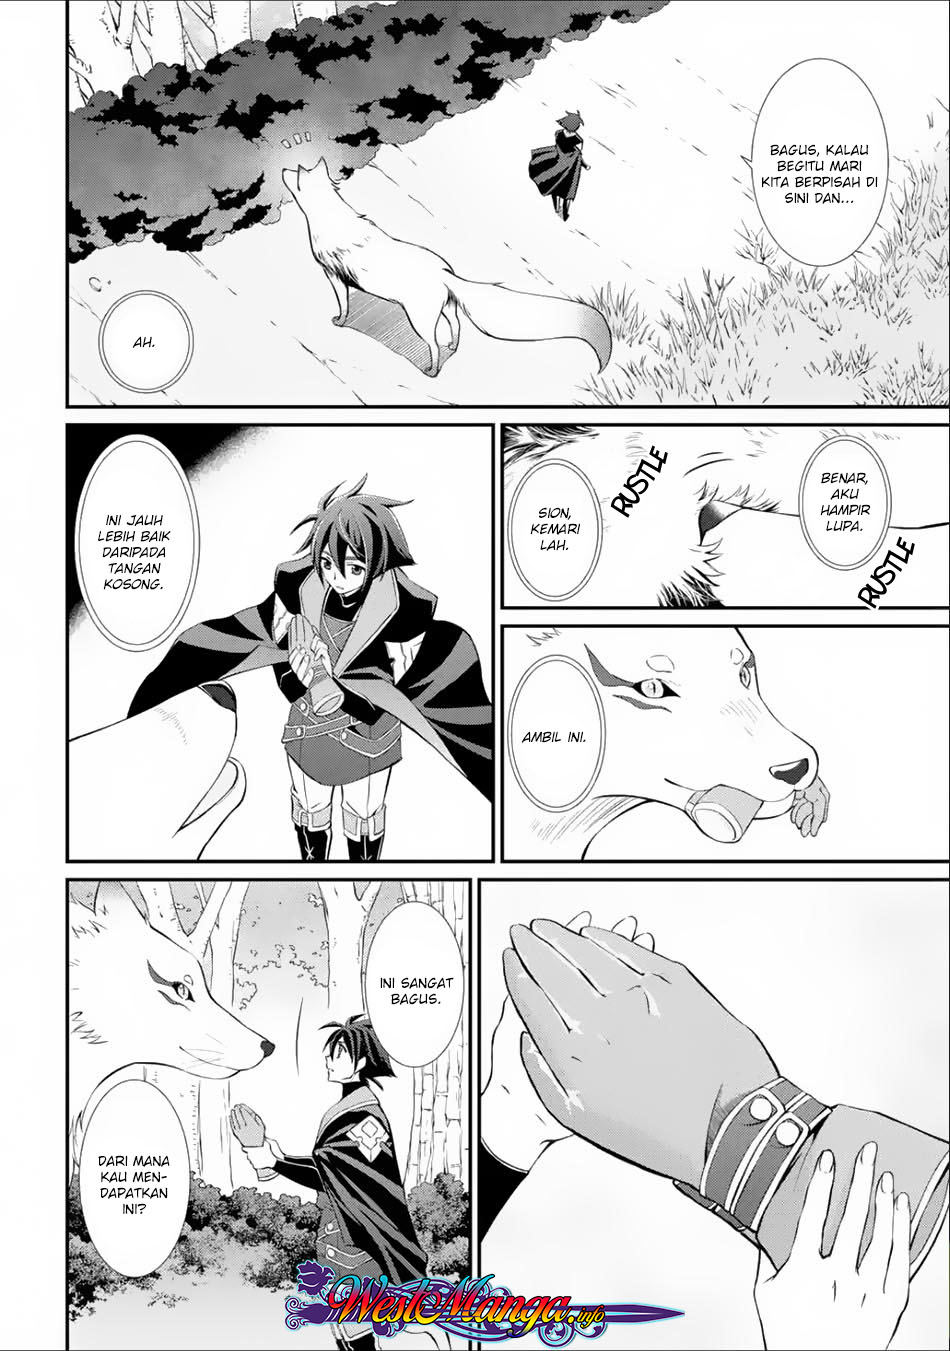 BAGUS, KALAU
BEGITU MARI
KITA BERPISAH DI
SINI DAN...
AH.
BENAR,
AKU
HAMPIR
LUPA.
RUSTLE
SION,
KEMARI
LAH.
RUSTLE
INI JAUH
LEBIH BAIK
DARIPADA
TANGAN
KOSONG.
AMBIL INI.
INI SANGAT
BAGUS.
DARI MANA
KAU MEN-
DAPATKAN
INI?
WestManga.info